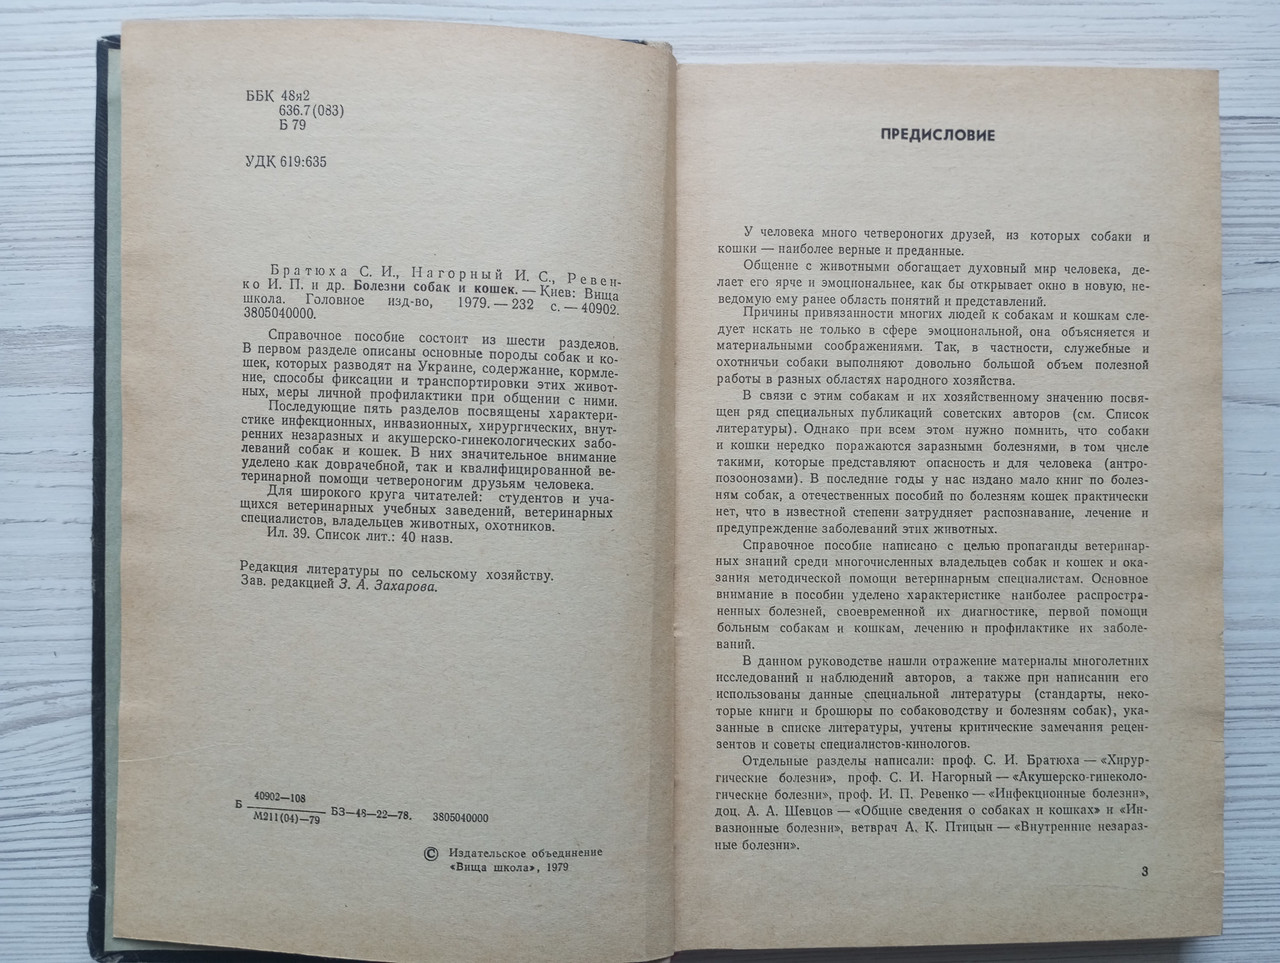 ББК 48я2
636.7(083)
Б 79
УДК 619:635
Братюха С. И., Нагорный И. С., Ревен-
ко И. П. и др. Болезни собак и кошек. — Киев: Вища
школа. Головное изд-во, 1979. — 232 с. — 40902.
3805040000.
Справочное пособие состоит из шести разделов.
В первом разделе описаны основные породы собак и ко-
шек, которых разводят на Украине, содержание, кормле-
ние, способы фиксации и транспортировки этих живот-
ных, меры личной профилактики при общении с ними.
Последующие пять разделов посвящены характери-
стике инфекционных, инвазионных, хирургических, внут-
ренних незаразных и акушерско-гинекологических забо-
леваний собак и кошек. В них значительное внимание
уделено как доврачебной, так и квалифицированной ве-
теринарной помощи четвероногим друзьям человека.
Для широкого круга читателей: студентов и уча-
щихся ветеринарных учебных заведений, ветеринарных
специалистов, владельцев животных, охотников.
Ил. 39. Список лит.: 40 назв.
Редакция литературы по сельскому хозяйству.
Зав. редакцией З. А. Захарова.
Б 40902—108
М211(04)—79 БЗ—48—22—78. 3805040000
© Издательское объединение
«Вища школа», 1979
ПРЕДИСЛОВИЕ
У человека много четвероногих друзей, из которых собаки и
кошки — наиболее верные и преданные.
Общение с животными обогащает духовный мир человека, де-
лает его ярче и эмоциональнее, как бы открывает окно в новую, не-
ведомую ему ранее область понятий и представлений.
Причины привязанности многих людей к собакам и кошкам сле-
дует искать не только в сфере эмоциональной, она объясняется и
материальными соображениями. Так, в частности, служебные и
охотничьи собаки выполняют довольно большой объем полезной
работы в разных областях народного хозяйства.
В связи с этим собакам и их хозяйственному значению посвя-
щен ряд специальных публикаций советских авторов (см. Список
литературы). Однако при всем этом нужно помнить, что собаки
и кошки нередко поражаются заразными болезнями, в том числе
такими, которые представляют опасность и для человека (антро-
позоонозами). В последние годы у нас издано мало книг по болез-
ням собак, а отечественных пособий по болезням кошек практически
нет, что в известной степени затрудняет распознавание, лечение и
предупреждение заболеваний этих животных.
Справочное пособие написано с целью пропаганды ветеринар-
ных знаний среди многочисленных владельцев собак и кошек и ока-
зания методической помощи ветеринарным специалистам. Основное
внимание в пособии уделено характеристике наиболее распростра-
ненных болезней, своевременной их диагностике, первой помощи
больным собакам и кошкам, лечению и профилактике их заболе-
ваний.
В данном руководстве нашли отражение материалы многолетних
исследований и наблюдений авторов, а также при написании его
использованы данные специальной литературы (стандарты, неко-
торые книги и брошюры по собаководству и болезням собак), ука-
занные в списке литературы, учтены критические замечания рецен-
зентов и советы специалистов-кинологов.
Отдельные разделы написали: проф. С. И. Братюха — «Хирур-
гические болезни», проф. С. И. Нагорный — «Акушерско-гинеколо-
гические болезни», проф. И. П. Ревенко — «Инфекционные болезни»,
доц. А. А. Шевцов — «Общие сведения о собаках и кошках» и «Ин-
вазионные болезни», ветврач А. К. Птицын — «Внутренние незараз-
ные болезни».
3